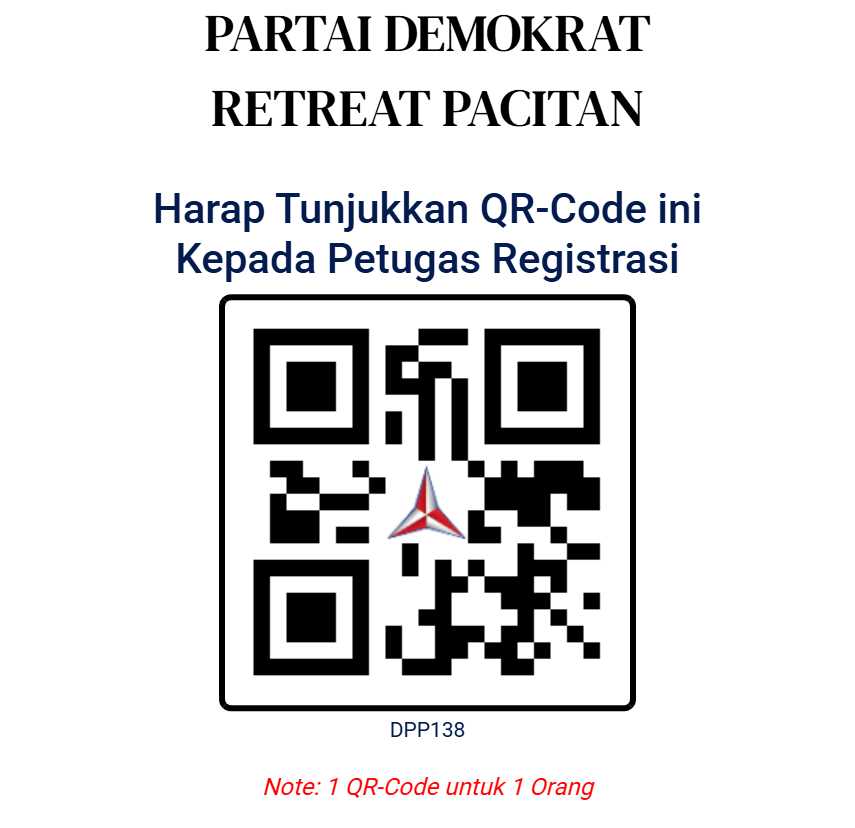 PARTAI DEMOKRAT
RETREAT PACITAN
Harap Tunjukkan QR-Code ini
Kepada Petugas Registrasi
DPP138
Note: 1 QR-Code untuk 1 Orang